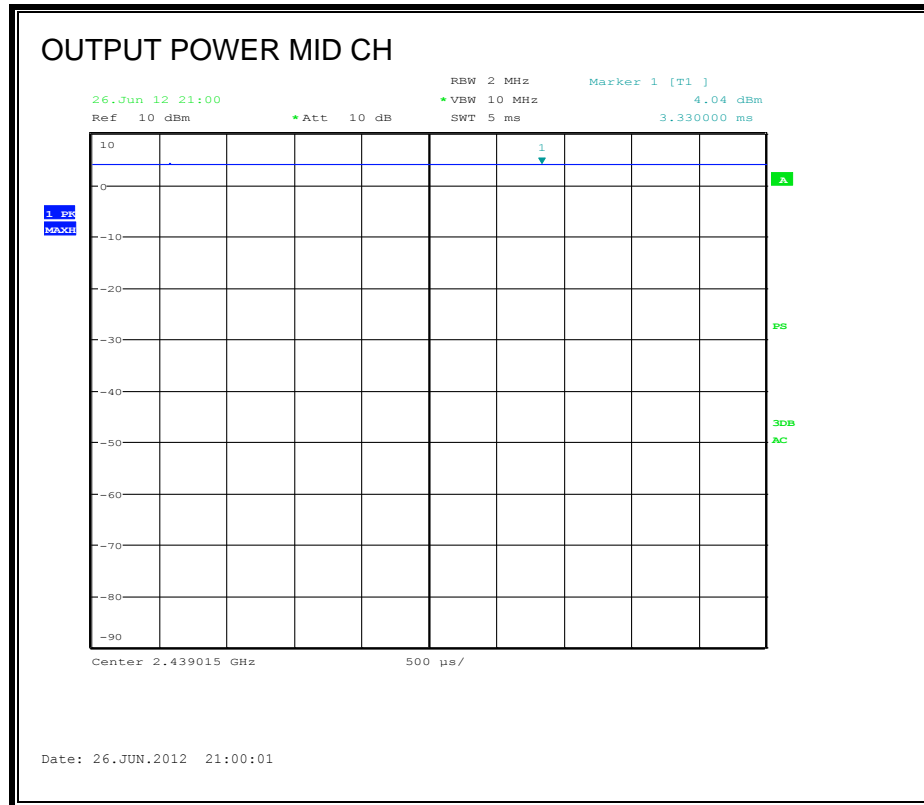 OUTPUT POWER MID CH
RBW 2 MHz Marker 1 [T1 ]
26.Jun 12 21:00 *VBW 10 MHz 4.04 dBm
Ref 10 dBm *Att 10 dB SWT 5 ms 3.330000 ms
10
1
A
0
1 PK
MAXH
-10
-20
PS
-30
-40
3DB
AC
-50
-60
-70
-80
-90
Center 2.439015 GHz 500 µs/
Date: 26.JUN.2012 21:00:01